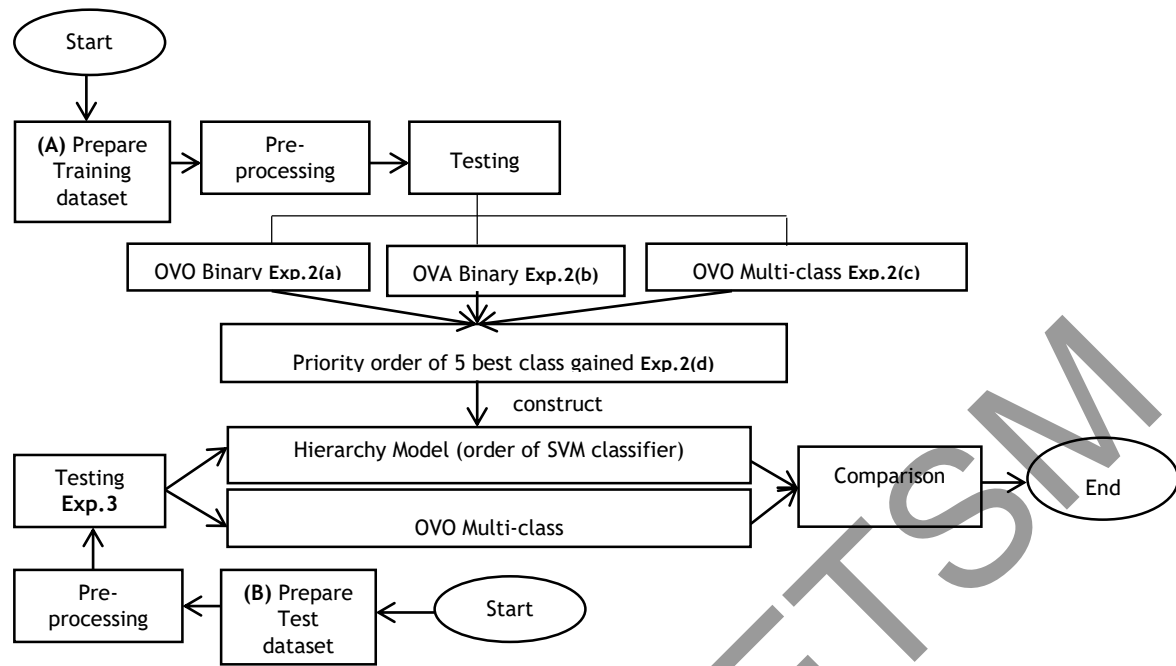 Start
(A) Prepare
Training
dataset
Pre-
processing
Testing
OVO Binary Exp.2(a)
OVA Binary Exp.2(b)
OVO Multi-class Exp.2(c)
Priority order of 5 best class gained Exp.2(d)
construct
Hierarchy Model (order of SVM classifier)
Testing
Exp.3
OVO Multi-class
Comparison
End
Pre-
processing
(B) Prepare
Test
dataset
Start
FTSM